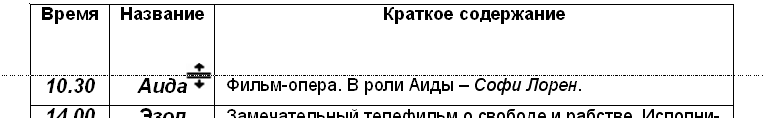 Время Название Краткое содержание
10.30 Аида Фильм-опера. В роли Аиды – Софи Лорен.
14.00 Эзоп Замечательный телефильм о свободе и рабстве. Исполни-